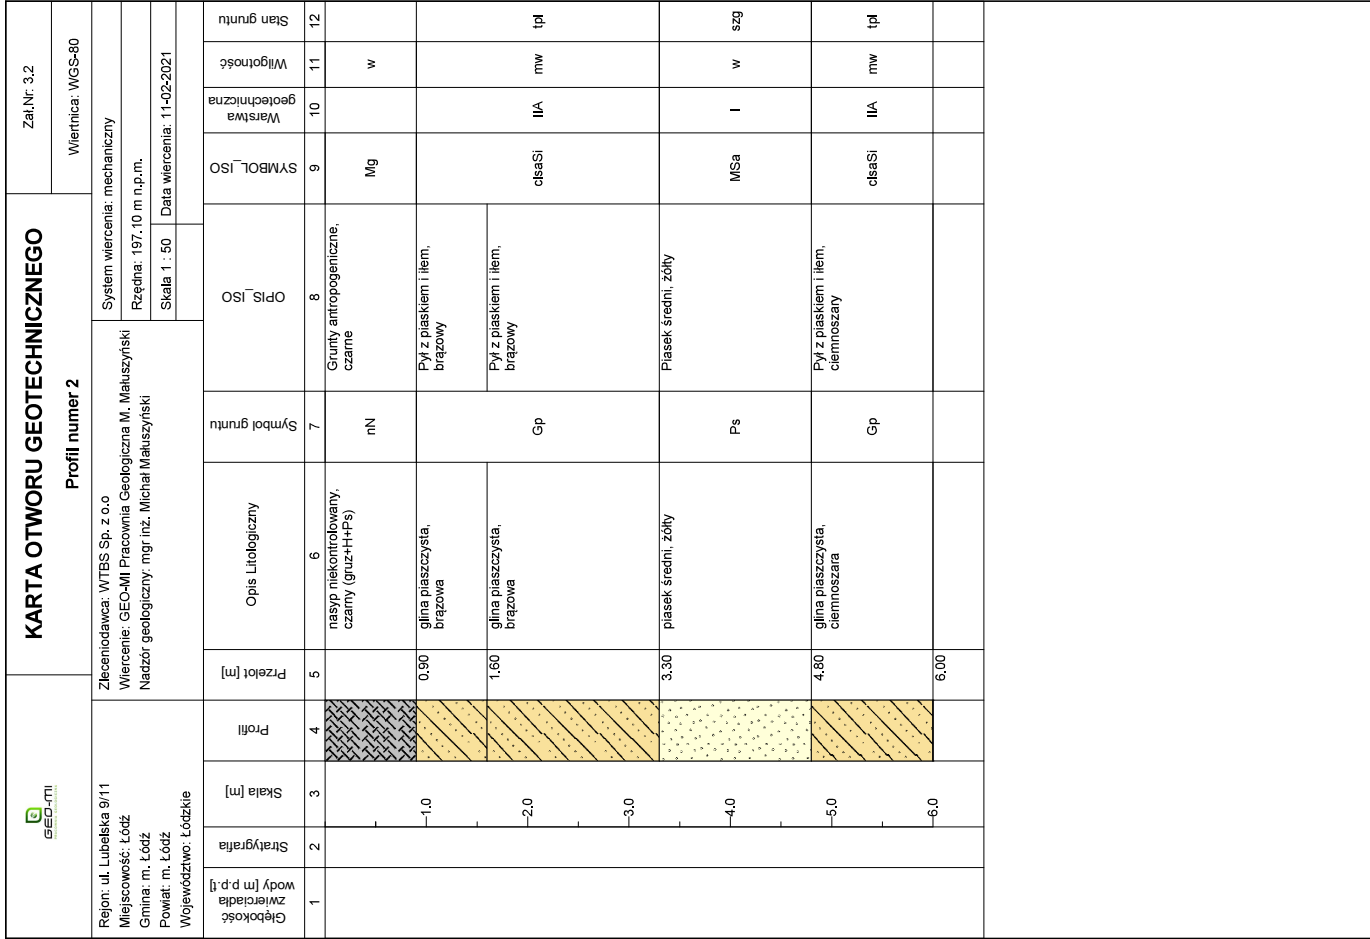 GEO-MI
KARTA OTWORU GEOTECHNICZNEGO
Profil numer 2
Zał.Nr: 3.2
Wiertnica: WGS-80
Rejon: ul. Lubelska 9/11
Miejscowość: Łódź
Gmina: m. Łódź
Powiat: m. Łódź
Województwo: Łódzkie
Zleceniodawca: WTBS Sp. z o.o
Wiercenie: GEO-MI Pracownia Geologiczna M. Małuszyński
Nadzór geologiczny: mgr inż. Michał Małuszyński
System wiercenia: mechaniczny
Rzędna: 197.10 m n.p.m.
Skala 1 : 50
Data wiercenia: 11-02-2021
Głębokość
zwierciadła
wody [m p.p.t]
Stratygrafia
Skala [m]
Profil
Przelot [m]
Opis Litologiczny
Symbol gruntu
OPIS_ISO
SYMBOL_ISO
Warstwa
geotechniczna
Wilgotność
Stan gruntu
1
2
3
4
5
6
7
8
9
10
11
12
nasyp niekontrolowany,
czarny (gruz+H+Ps)
nN
Grunty antropogeniczne,
czarne
Mg
w
0.90
glina piaszczysta,
brązowa
Pył z piaskiem i iłem,
brązowy
1.0
1.60
glina piaszczysta,
brązowa
Gp
Pył z piaskiem i iłem,
brązowy
clsaSi
IIA
mw
tpl
2.0
3.0
3.30
piasek średni, żółty
Ps
Piasek średni, żółty
MSa
I
w
szg
4.0
4.80
glina piaszczysta,
ciemnoszara
Gp
Pył z piaskiem i iłem,
ciemnoszary
clsaSi
IIA
mw
tpl
5.0
6.0
6.00